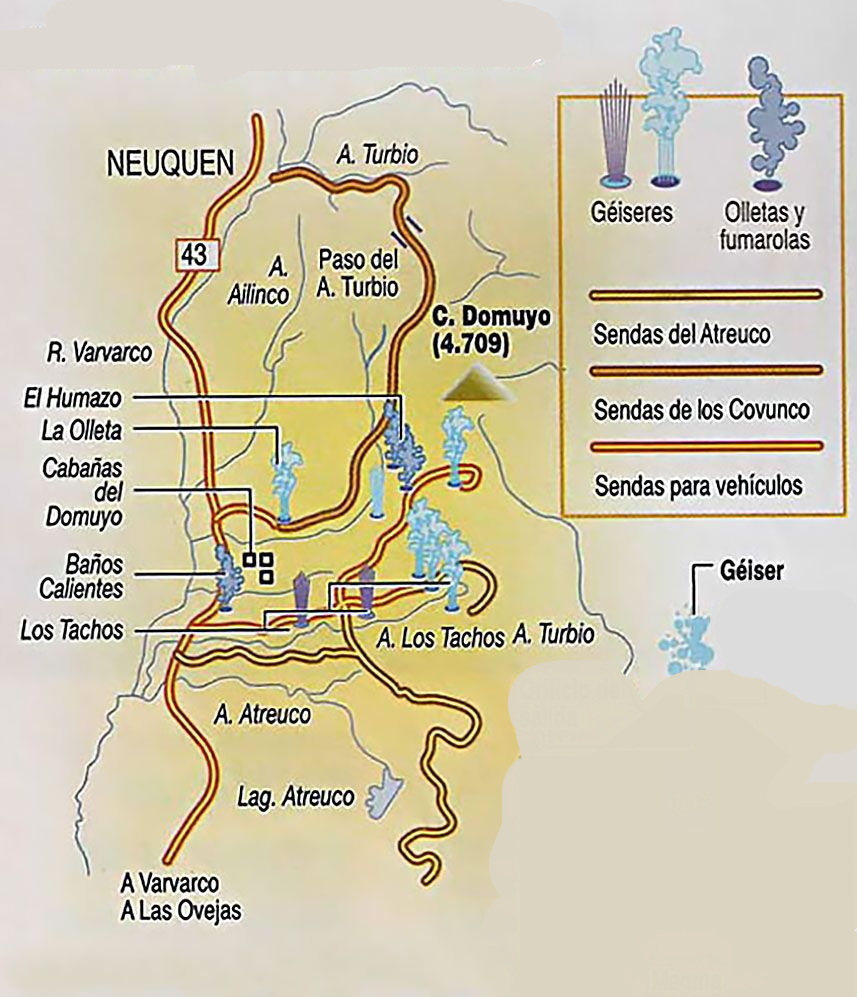 NEUQUEN
A. Turbio
43
A.
Ailinco
Paso del
A. Turbio
C. Domuyo
(4.709)
R. Varvarco
El Humazo
La Olleta
Cabañas
del
Domuyo
Baños
Calientes
Los Tachos
A. Los Tachos
A. Turbio
A. Atreuco
Lag. Atreuco
A Varvarco
A Las Ovejas
Géiseres
Olletas y
fumarolas
Sendas del Atreuco
Sendas de los Covunco
Sendas para vehículos
Géiser